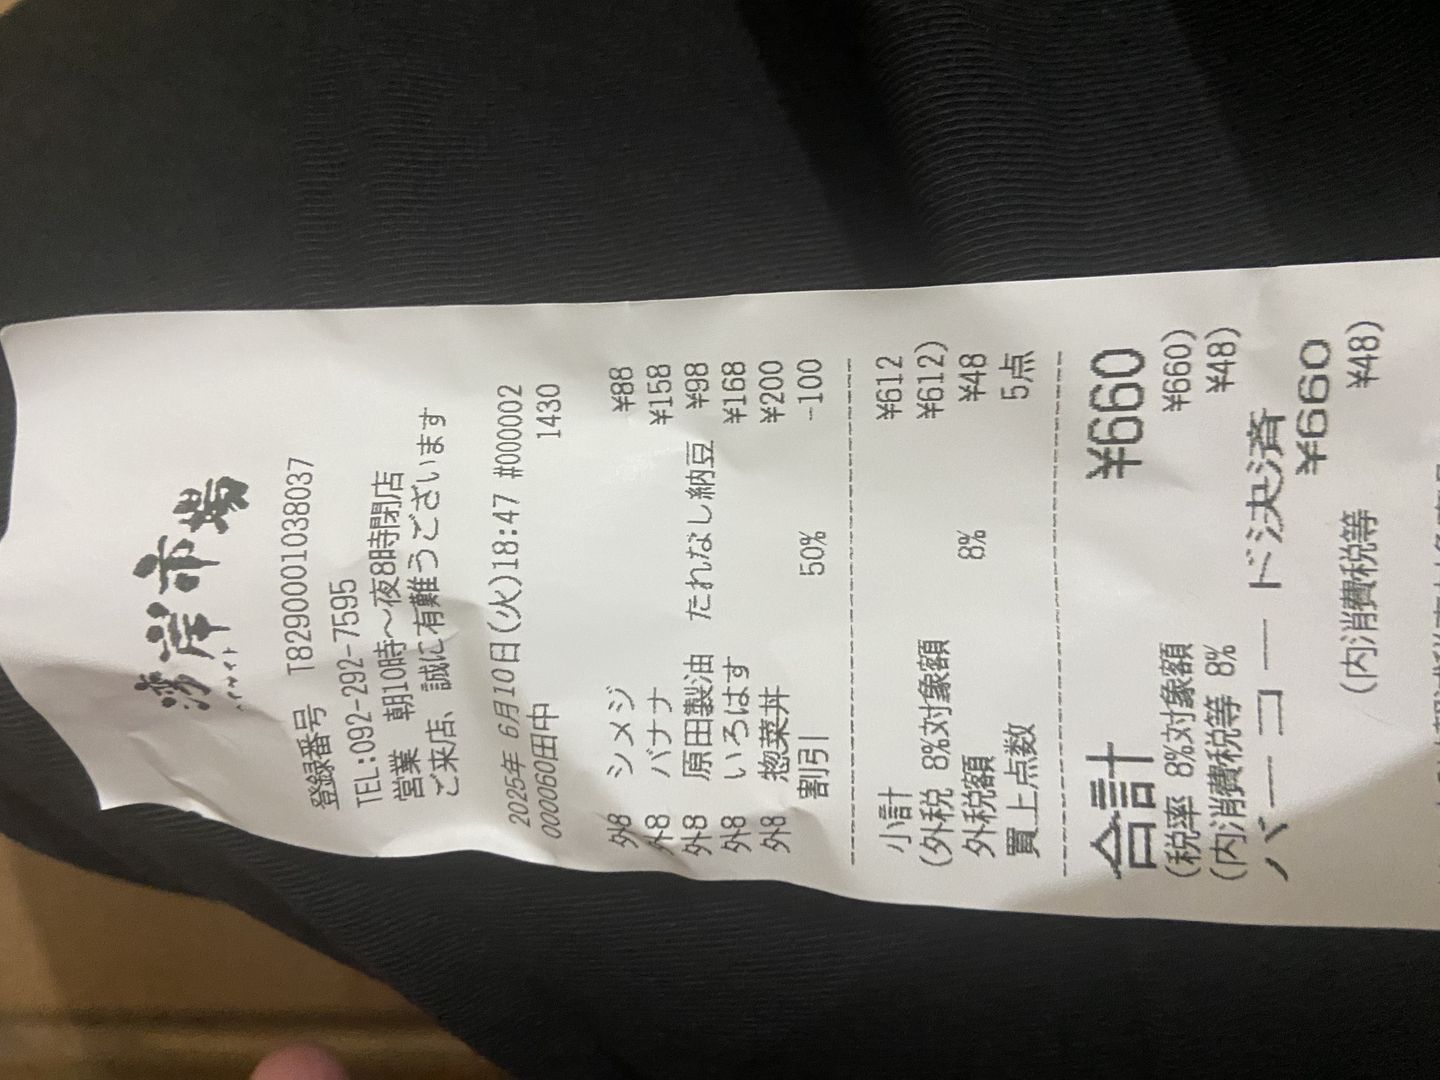 市場
登録番号 T8290001038037
TEL:092-292-7595
営業 朝10時～夜8時閉店
ご来店、誠に有難うございます
2025年 6月10日(火)18:47 #000002
000060田中 1430
外8 シメジ ¥88
外8 バナナ ¥158
外8 原田製油 たれなし納豆 ¥98
外8 いろはす ¥168
外8 惣菜丼 ¥200
割引 50% -100
小計 ¥612
(外税 8%対象額 ¥612)
外税額 8% ¥48
買上点数 5点
合計 ¥660
(税率 8%対象額 ¥660)
(内消費税等 8% ¥48)
バーコード決済 ¥660
(内消費税等 ¥48)